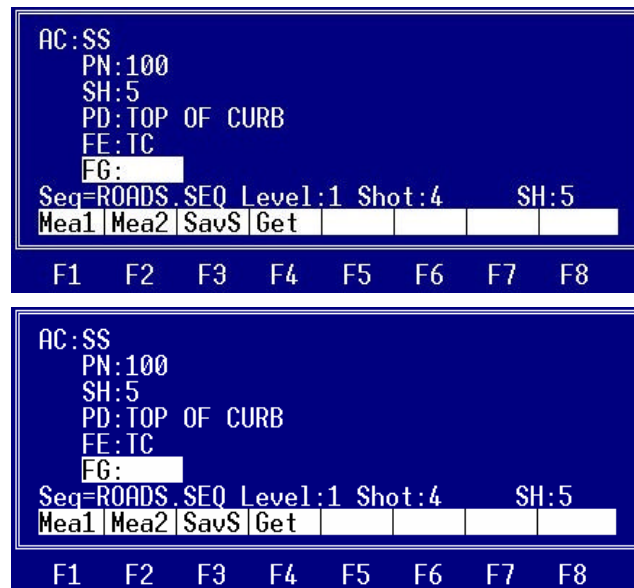 AC:SS
PN:100
SH:5
PD:TOP OF CURB
FE:TC
FG:
Seq=ROADS.SEQ Level:1 Shot:4 SH:5
Mea1 Mea2 SavS Get
F1 F2 F3 F4 F5 F6 F7 F8
AC:SS
PN:100
SH:5
PD:TOP OF CURB
FE:TC
FG:
Seq=ROADS.SEQ Level:1 Shot:4 SH:5
Mea1 Mea2 SavS Get
F1 F2 F3 F4 F5 F6 F7 F8